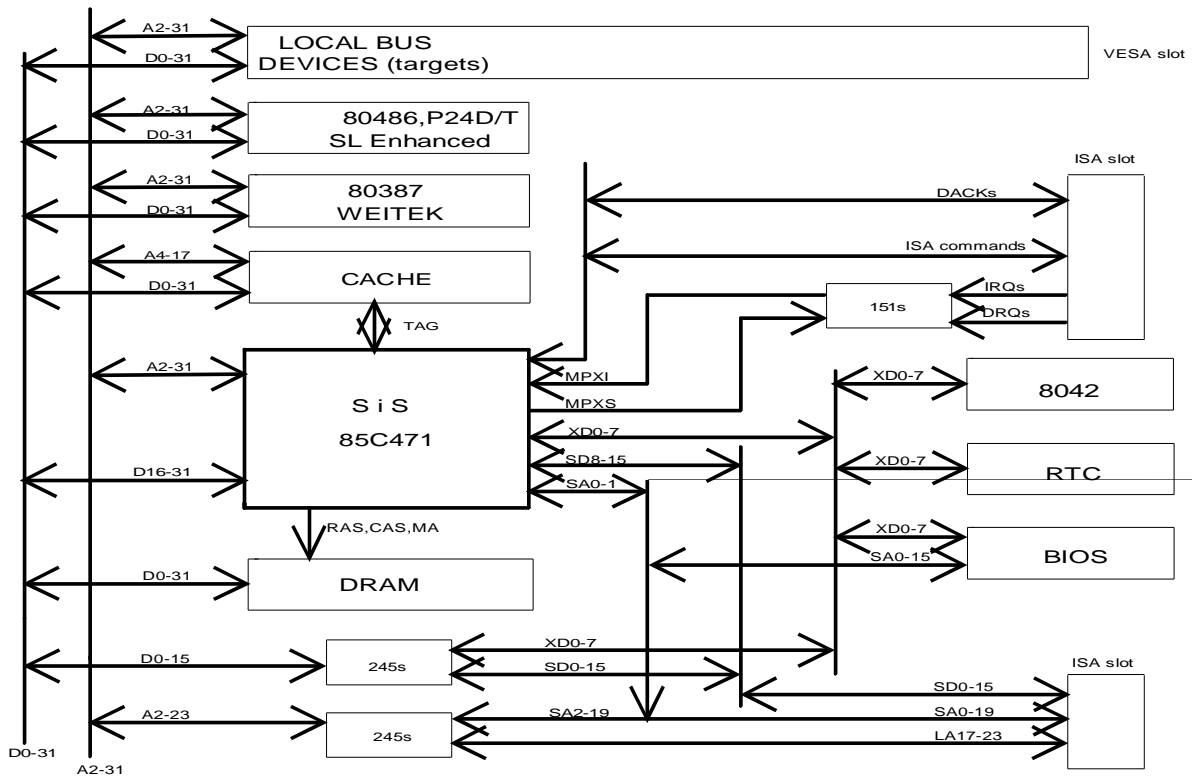 A2-31
LOCAL BUS
DEVICES (targets)
D0-31
VESA slot
A2-31
80486,P24D/T
SL Enhanced
D0-31
ISA slot
A2-31
80387
WEITEK
D0-31
DACKs
A4-17
CACHE
D0-31
ISA commands
TAG
151s
IRQs
DRQs
A2-31
SiS
85C471
MPXI
MPXS
XD0-7
SD8-15
SA0-1
XD0-7
8042
D16-31
XD0-7
RTC
RAS,CAS,MA
XD0-7
SA0-15
BIOS
D0-31
DRAM
D0-15
245s
XD0-7
SD0-15
ISA slot
SD0-15
A2-23
245s
SA2-19
SA0-19
LA17-23
D0-31
A2-31